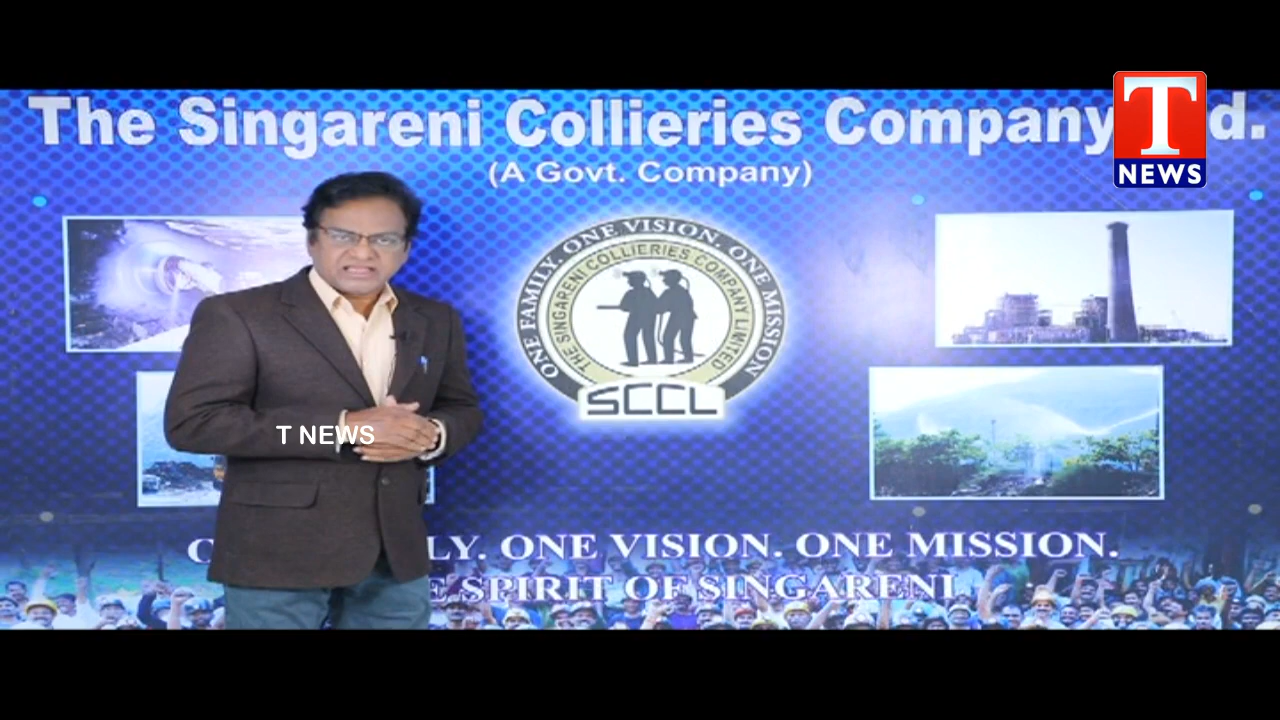 The Singareni Collieries Company d.
(A Govt. Company)
T
NEWS
ONE FAMILY. ONE VISION. ONE MISSION
THE SINGARENI COLLIERIES COMPANY LIMITED
SCCL
T NEWS
LY. ONE VISION. ONE MISSION.
SPIRIT OF SINGARENI